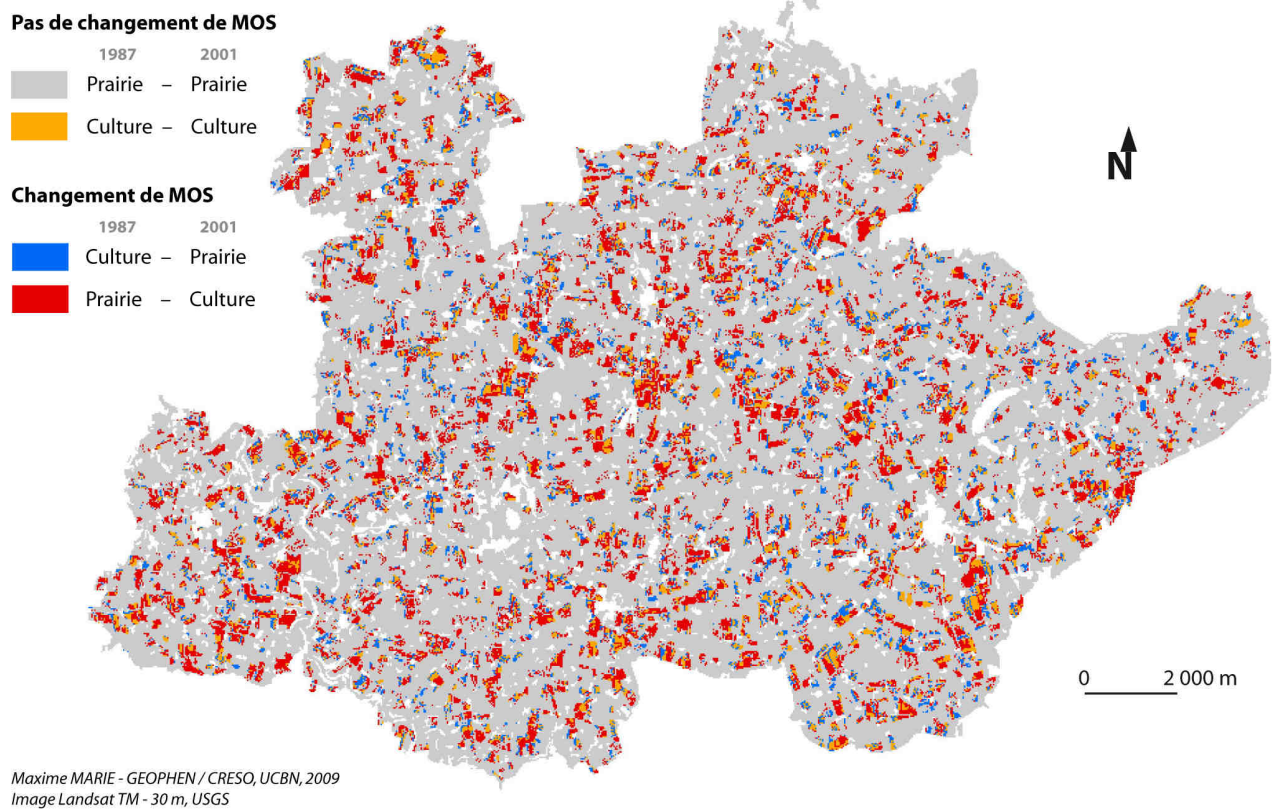 Pas de changement de MOS
1987 2001
Prairie – Prairie
Culture – Culture
Changement de MOS
1987 2001
Culture – Prairie
Prairie – Culture
N
0 2 000 m
Maxime MARIE - GEOPHEN / CRESO, UCBN, 2009
Image Landsat TM - 30 m, USGS